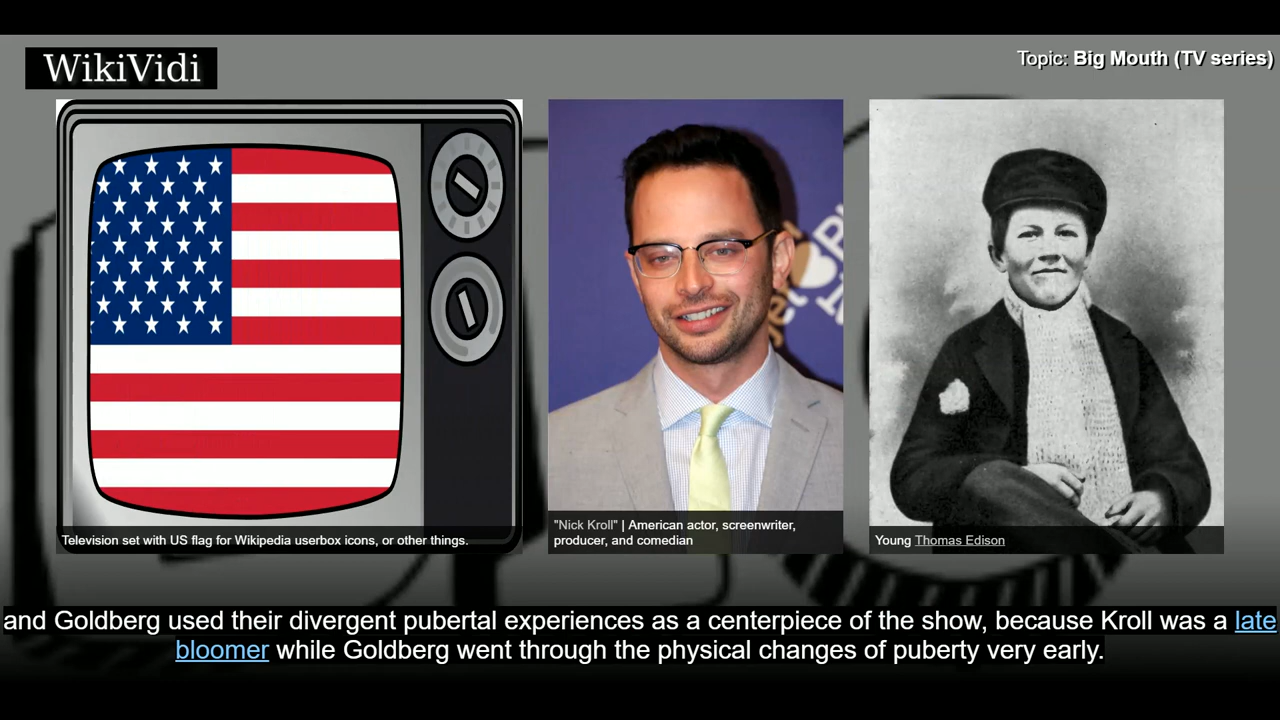 WikiVidi
Topic: Big Mouth (TV series)
Television set with US flag for Wikipedia userbox icons, or other things.
"Nick Kroll" | American actor, screenwriter,
producer, and comedian
Young Thomas Edison
and Goldberg used their divergent pubertal experiences as a centerpiece of the show, because Kroll was a late
bloomer while Goldberg went through the physical changes of puberty very early.